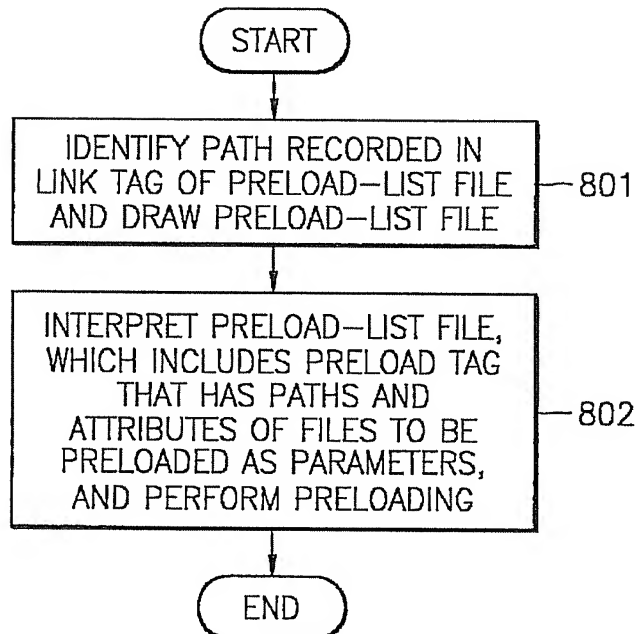 START
IDENTIFY PATH RECORDED IN
LINK TAG OF PRELOAD-LIST FILE
AND DRAW PRELOAD-LIST FILE
801
INTERPRET PRELOAD-LIST FILE,
WHICH INCLUDES PRELOAD TAG
THAT HAS PATHS AND
ATTRIBUTES OF FILES TO BE
PRELOADED AS PARAMETERS,
AND PERFORM PRELOADING
802
END